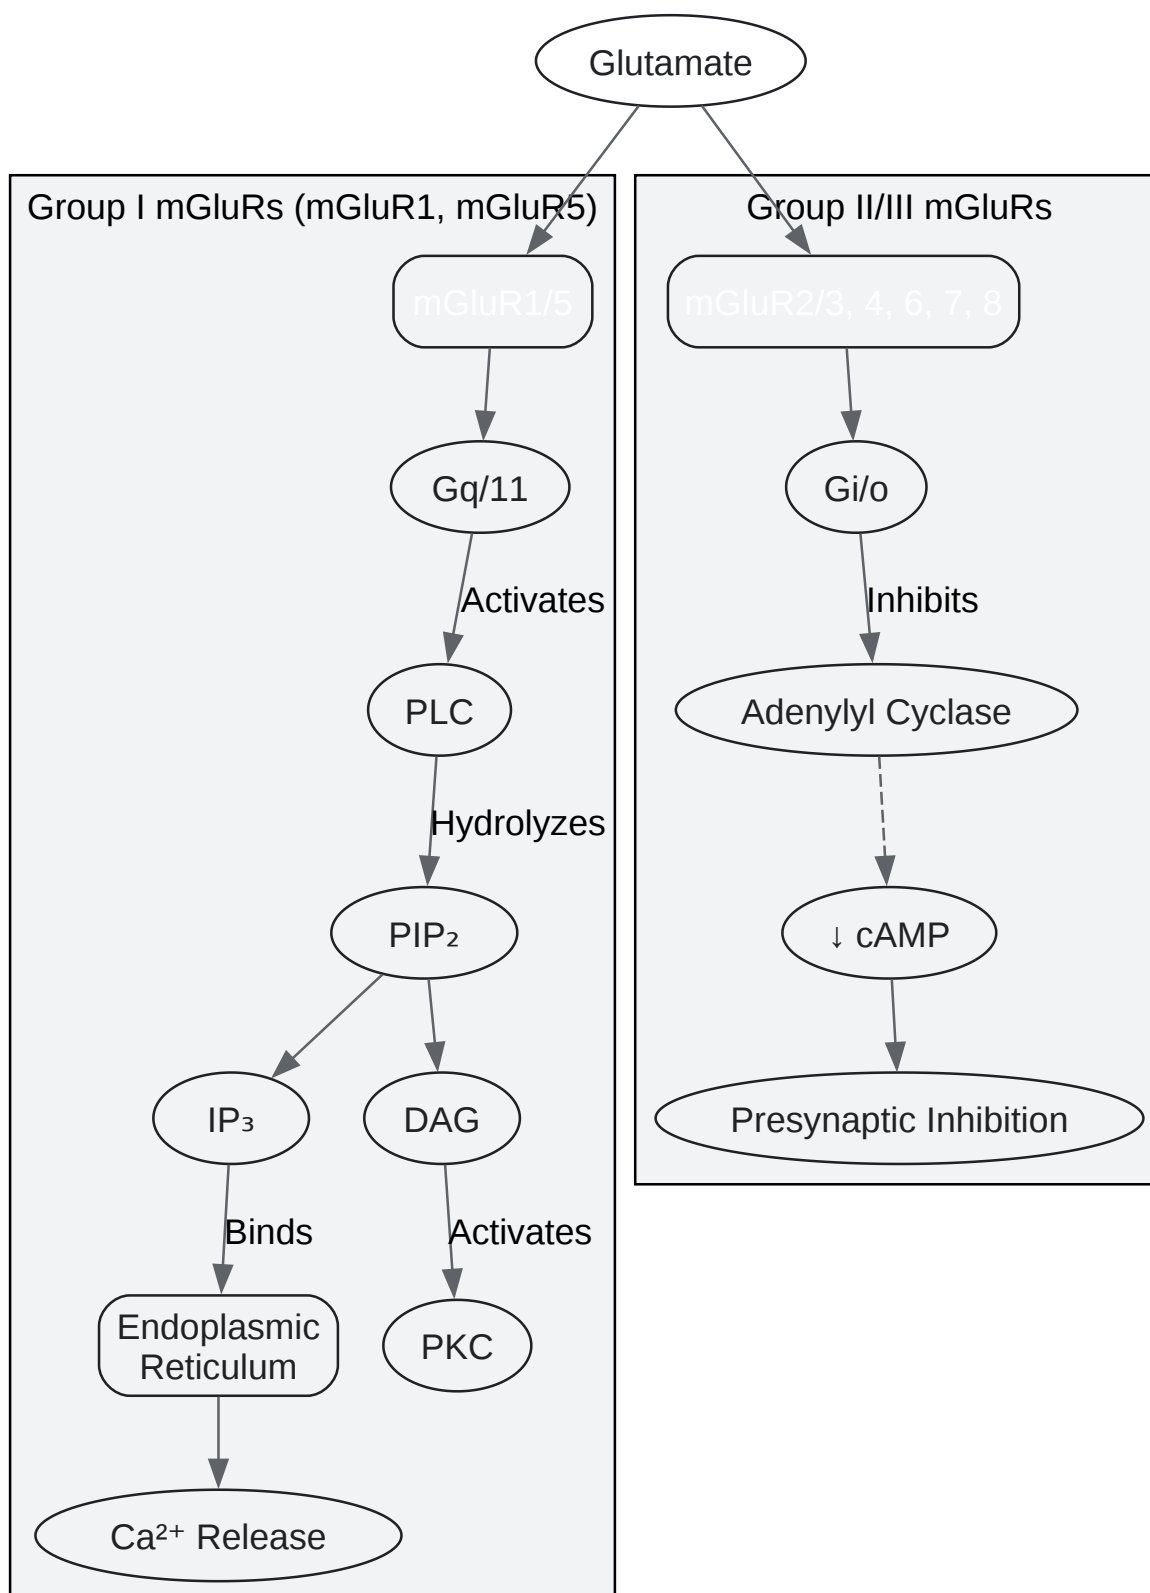 Glutamate
Group I mGluRs (mGluR1, mGluR5)
Group II/III mGluRs
mGluR1/5
mGluR2/3, 4, 6, 7, 8
Gq/11
Gi/o
Activates
Inhibits
PLC
Adenylyl Cyclase
Hydrolyzes
PIP₂
↓ cAMP
IP₃
DAG
Presynaptic Inhibition
Binds
Activates
Endoplasmic
Reticulum
PKC
Ca²⁺ Release